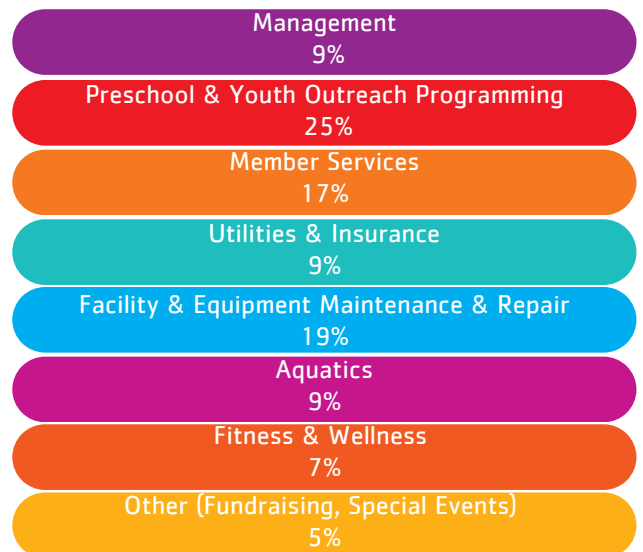 Management
9%
Preschool & Youth Outreach Programming
25%
Member Services
17%
Utilities & Insurance
9%
Facility & Equipment Maintenance & Repair
19%
Aquatics
9%
Fitness & Wellness
7%
Other (Fundraising, Special Events)
5%